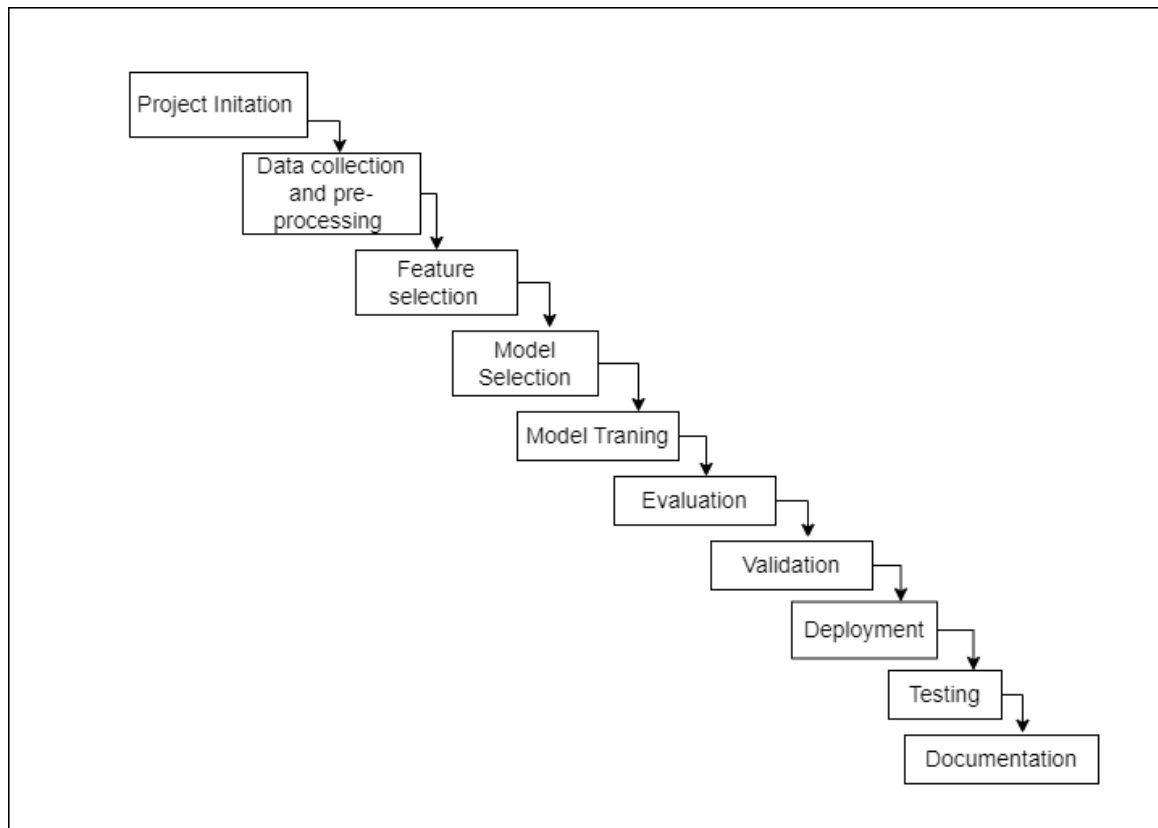 Project Initation
Data collection
and pre-
processing
Feature
selection
Model
Selection
Model Traning
Evaluation
Validation
Deployment
Testing
Documentation